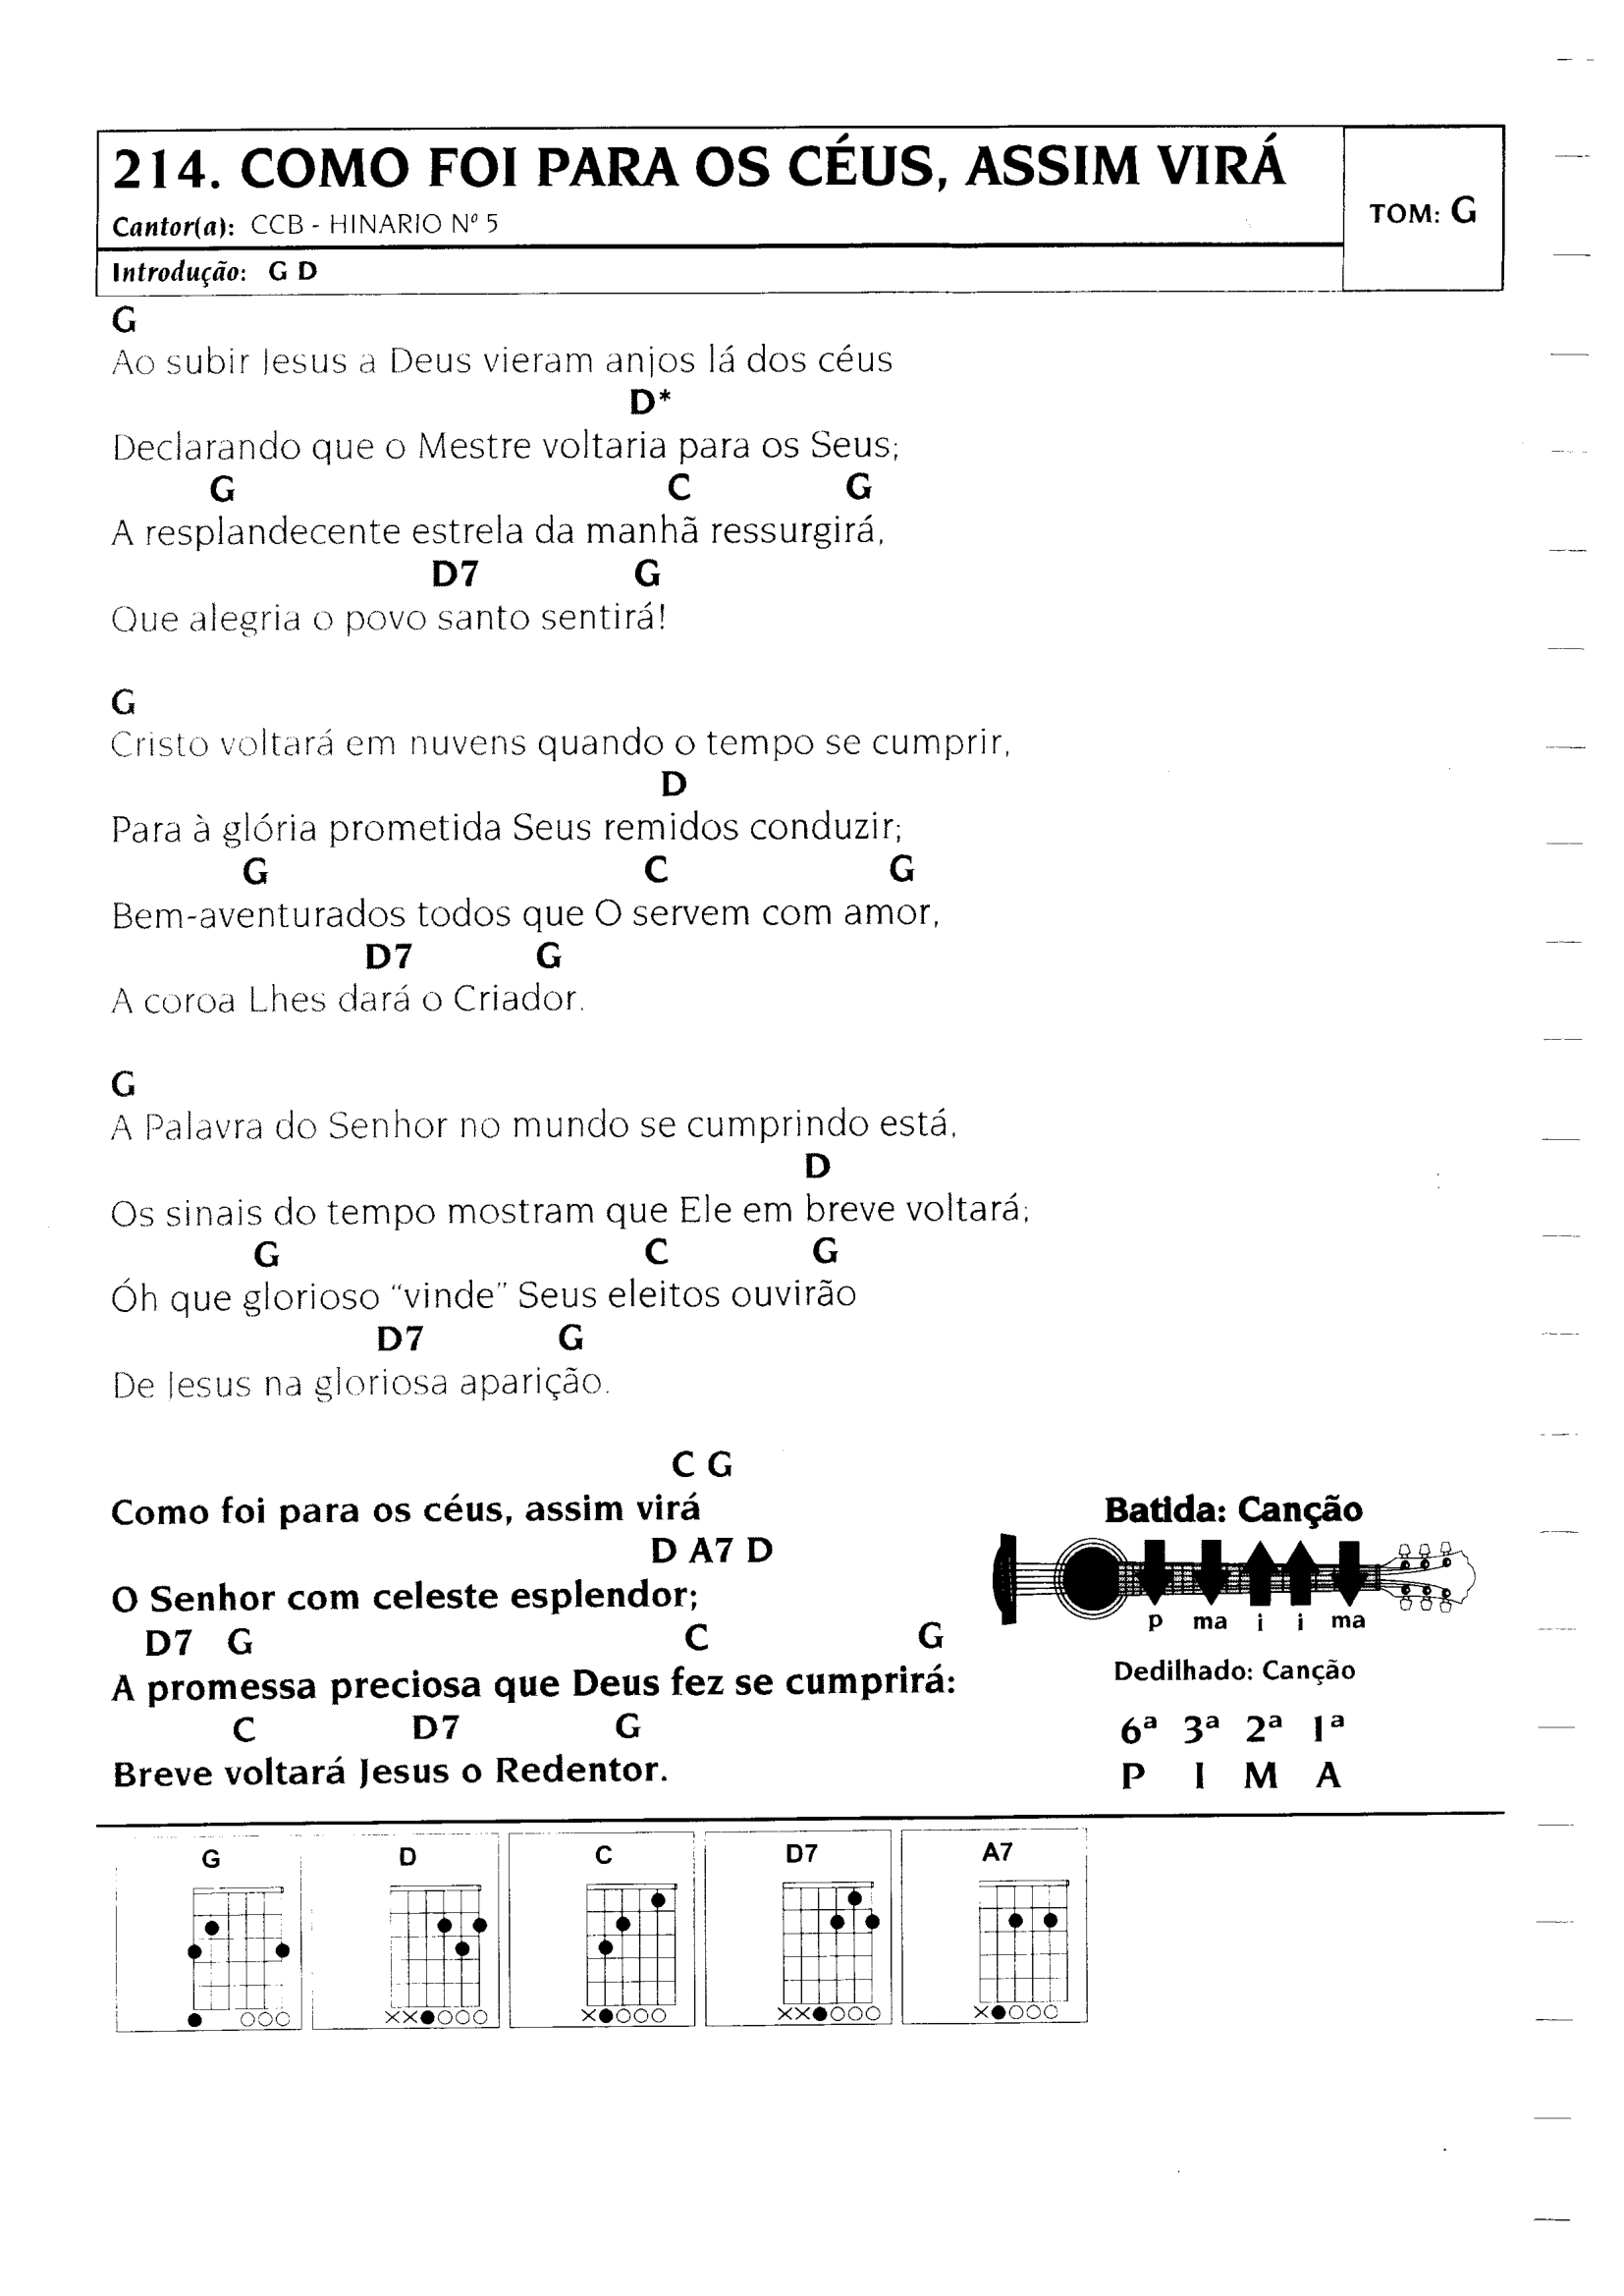 214. COMO FOI PARA OS CÉUS, ASSIM VIRÁ
Cantor(a): CCB - HINARIO Nº 5
TOM: G
Introdução: G D
G
Ao subir Jesus a Deus vieram anjos lá dos céus
D*
Declarando que o Mestre voltaria para os Seus;
G C G
A resplandecente estrela da manhã ressurgirá,
D7 G
Que alegria o povo santo sentirá!
G
Cristo voltará em nuvens quando o tempo se cumprir,
D
Para à glória prometida Seus remidos conduzir;
G C G
Bem-aventurados todos que O servem com amor,
D7 G
A coroa Lhes dará o Criador.
G
A Palavra do Senhor no mundo se cumprindo está,
D
Os sinais do tempo mostram que Ele em breve voltará;
G C G
Óh que glorioso “vinde” Seus eleitos ouvirão
D7 G
De Jesus na gloriosa aparição.
C G
Como foi para os céus, assim virá
D A7 D
O Senhor com celeste esplendor;
D7 G C G
A promessa preciosa que Deus fez se cumprirá:
C D7 G
Breve voltará Jesus o Redentor.
Batida: Canção
p ma i i ma
Dedilhado: Canção
6ª 3ª 2ª 1ª
P I M A
G D C D7 A7